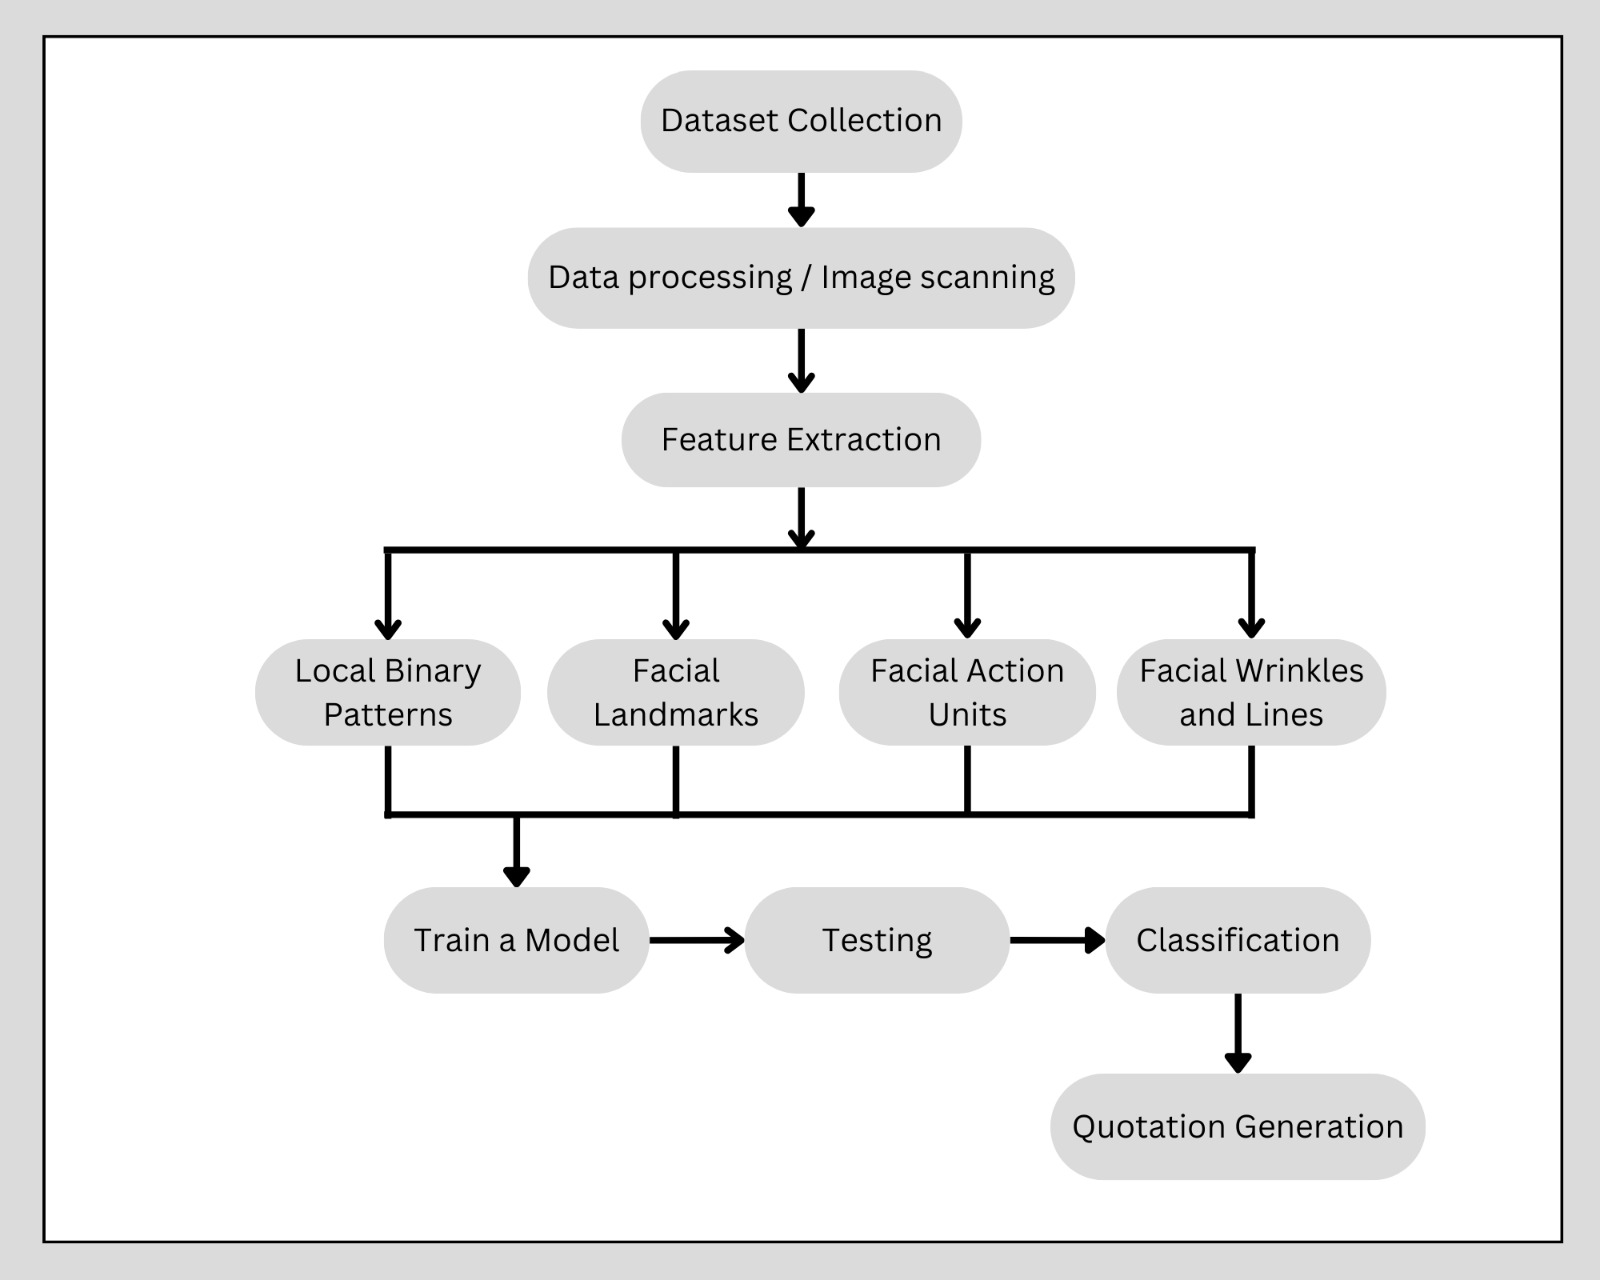 Dataset Collection
Data processing / Image scanning
Feature Extraction
Local Binary
Patterns
Facial
Landmarks
Facial Action
Units
Facial Wrinkles
and Lines
Train a Model
Testing
Classification
Quotation Generation